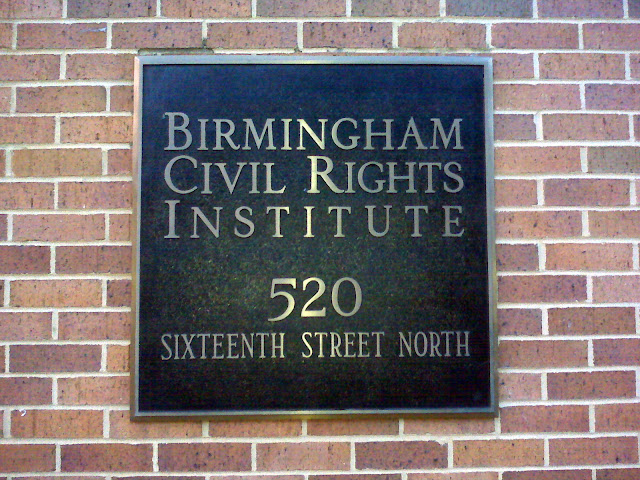 BIRMINGHAM
CIVIL RIGHTS
INSTITUTE
520
SIXTEENTH STREET NORTH